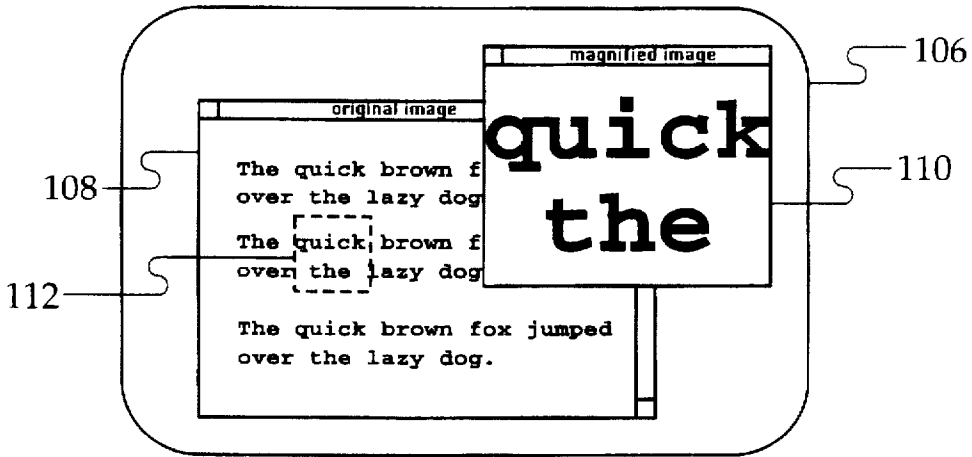 106
magnified image
quick
the
110
original image
108
The quick brown f
over the lazy dog
The quick brown f
over the lazy dog
112
The quick brown fox jumped
over the lazy dog.